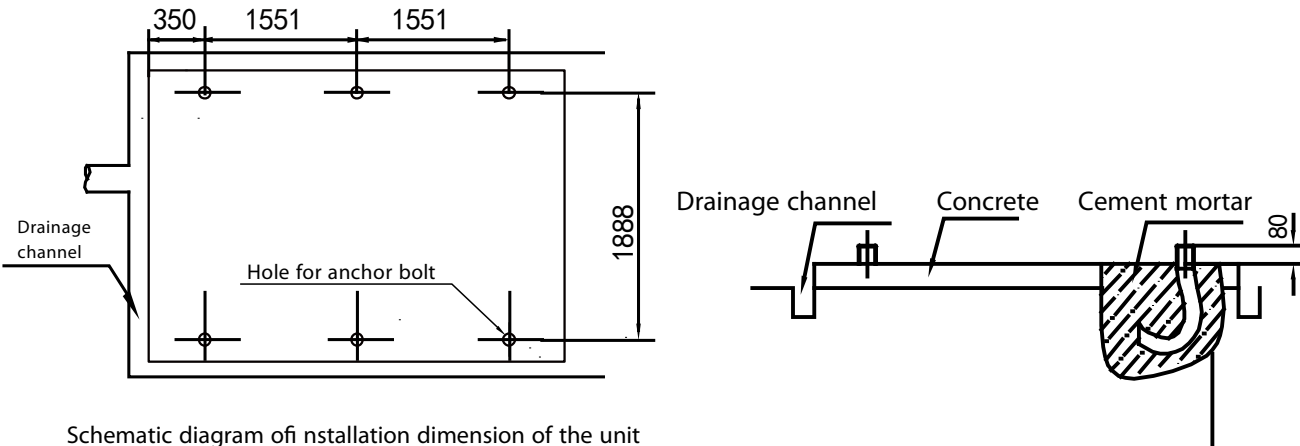 350 1551 1551
1888
Drainage
channel
Hole for anchor bolt
Schematic diagram ofi nstallation dimension of the unit
Drainage channel Concrete Cement mortar
80